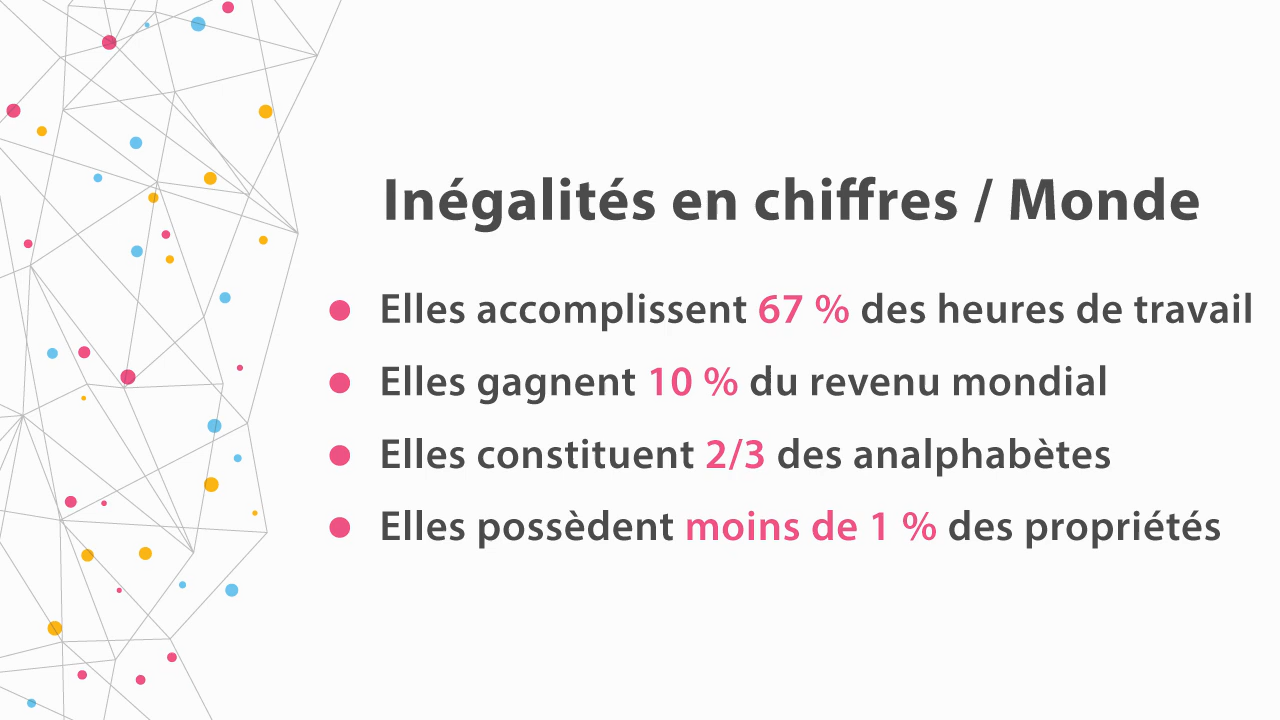 Inégalités en chiffres / Monde
Elles accomplissent 67 % des heures de travail
Elles gagnent 10 % du revenu mondial
Elles constituent 2/3 des analphabètes
Elles possèdent moins de 1 % des propriétés